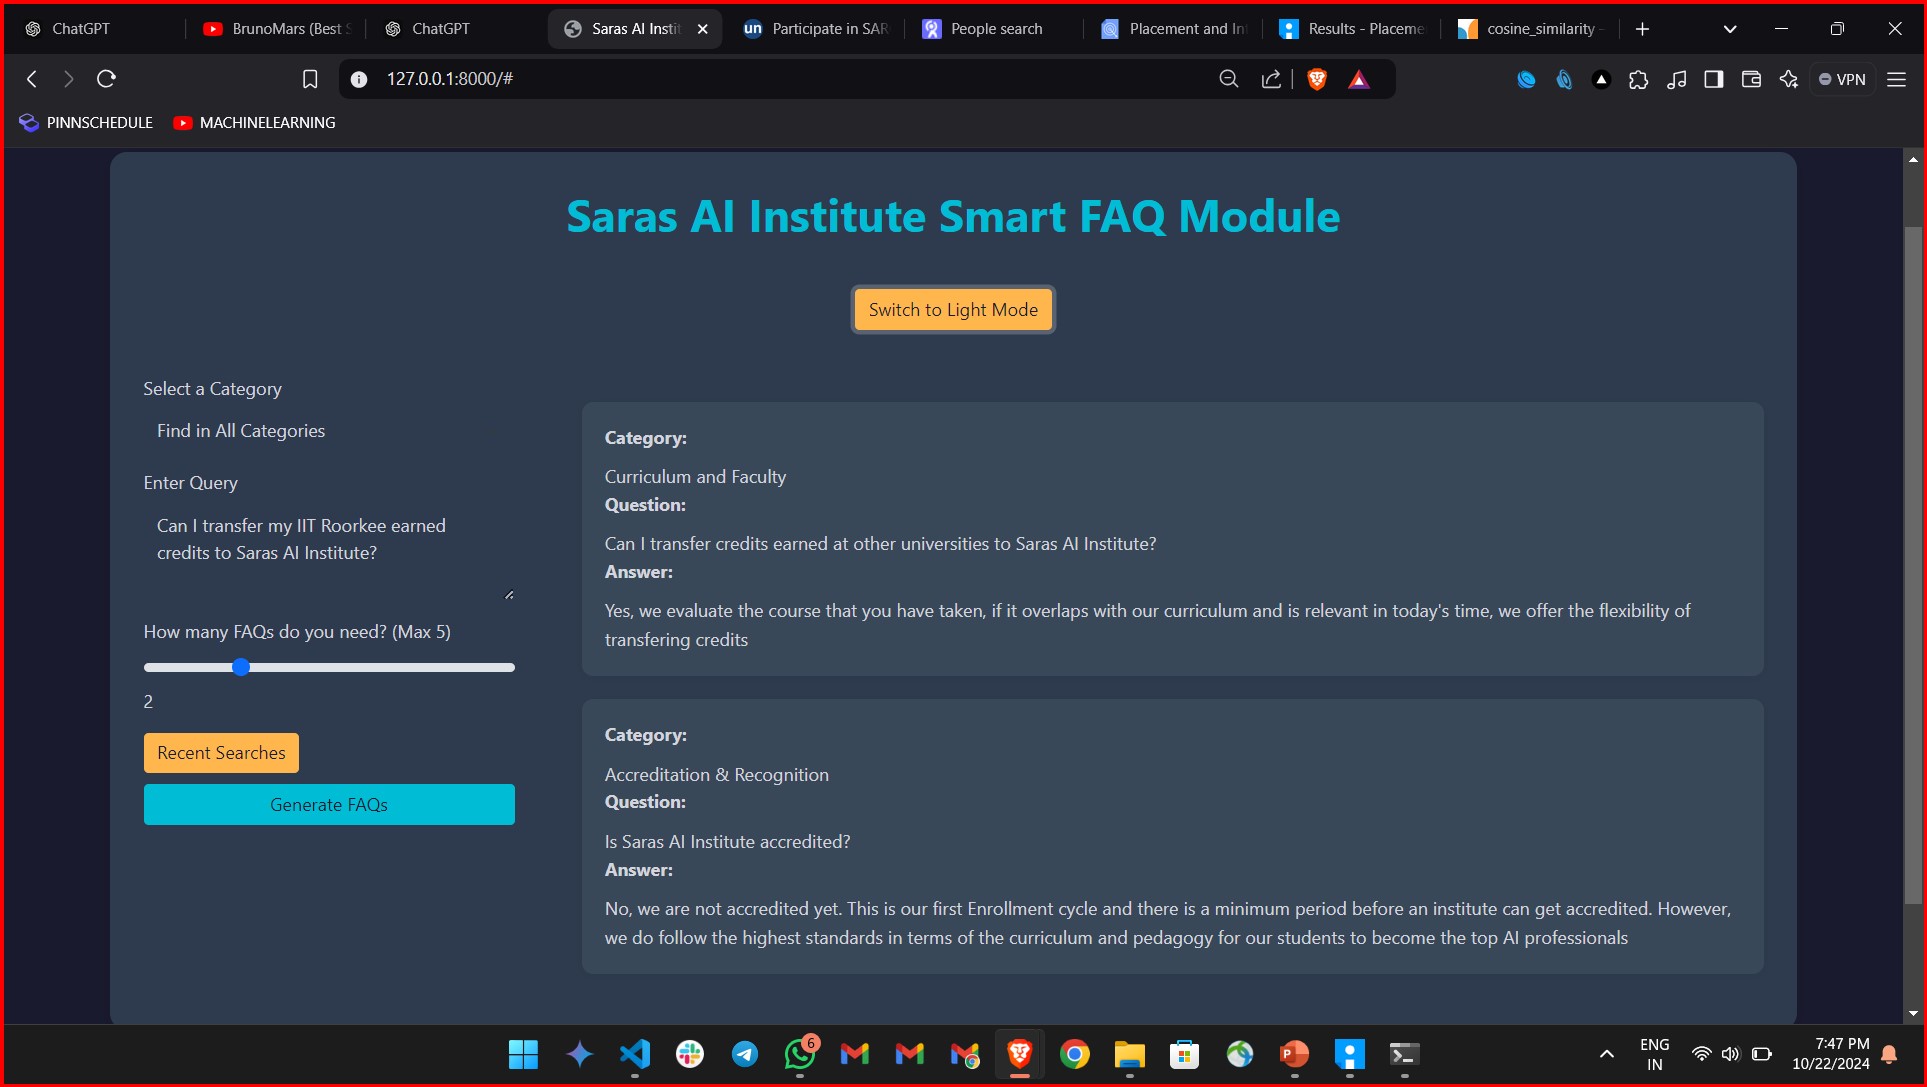 ChatGPT
BrunoMars (Best S
ChatGPT
Saras AI Instit
un
Participate in SAR
People search
Placement and Int
Results - Placeme
cosine_similarity -
127.0.0.1:8000/#
VPN
PINNSCHEDULE
MACHINELEARNING
Saras AI Institute Smart FAQ Module
Switch to Light Mode
Select a Category
Find in All Categories
Enter Query
Can I transfer my IIT Roorkee earned
credits to Saras AI Institute?
How many FAQs do you need? (Max 5)
2
Recent Searches
Generate FAQs
Category:
Curriculum and Faculty
Question:
Can I transfer credits earned at other universities to Saras AI Institute?
Answer:
Yes, we evaluate the course that you have taken, if it overlaps with our curriculum and is relevant in today's time, we offer the flexibility of
transfering credits
Category:
Accreditation & Recognition
Question:
Is Saras AI Institute accredited?
Answer:
No, we are not accredited yet. This is our first Enrollment cycle and there is a minimum period before an institute can get accredited. However,
we do follow the highest standards in terms of the curriculum and pedagogy for our students to become the top AI professionals
6
ENG
IN
7:47 PM
10/22/2024